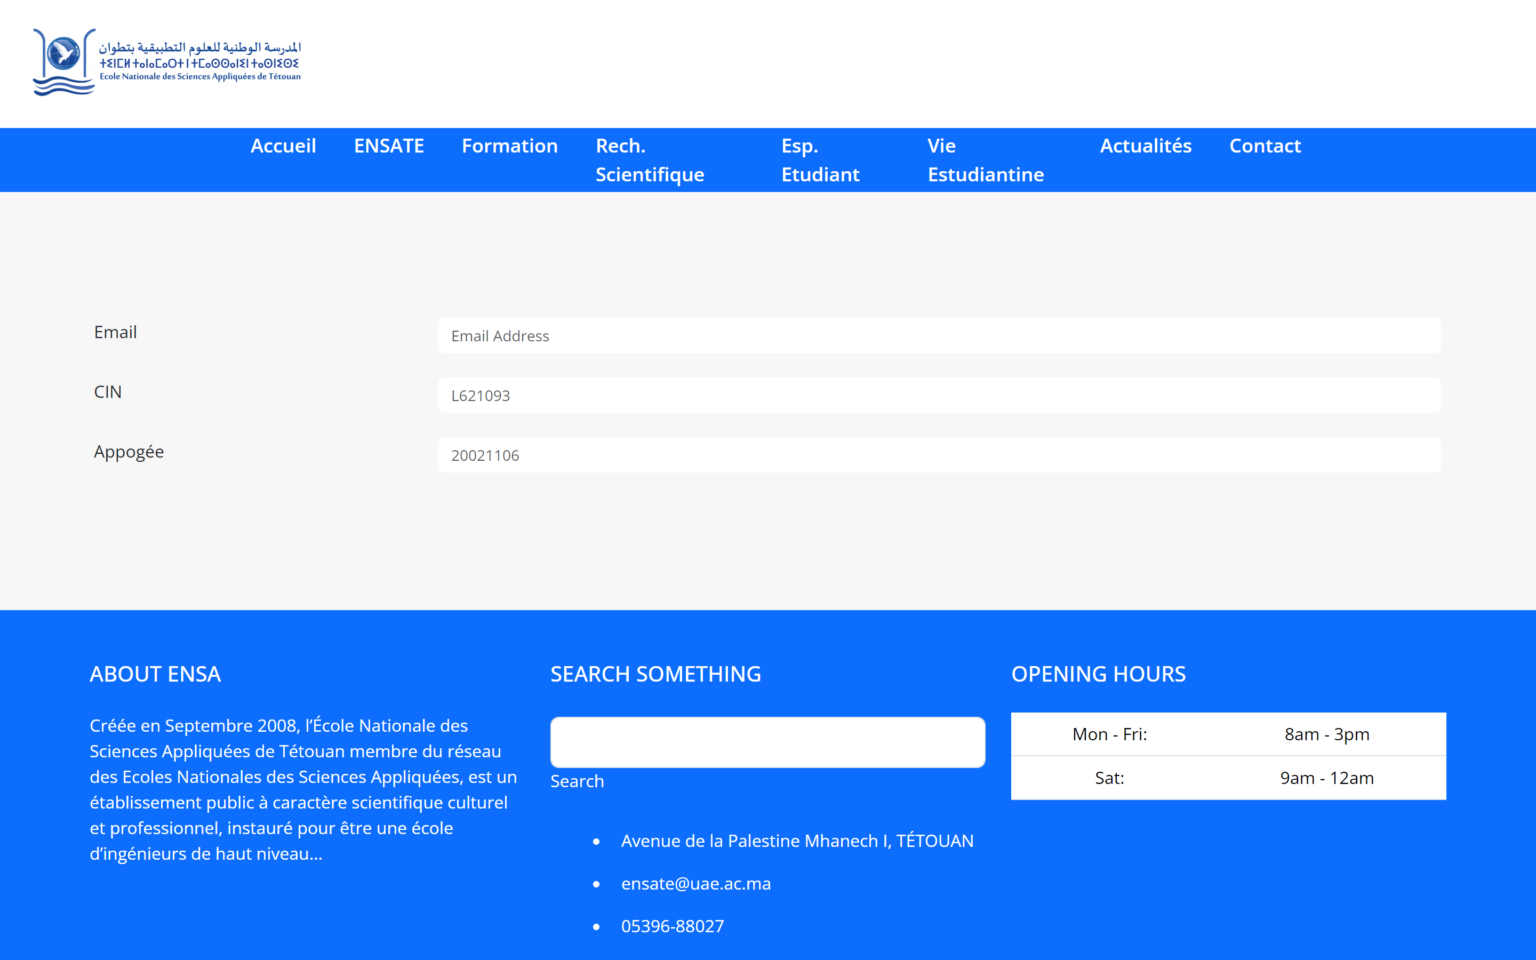 المدرسة الوطنية للعلوم التطبيقية بتطوان
Ecole Nationale des Sciences Appliquées de Tétouan
Accueil
ENSATE
Formation
Rech.
Scientifique
Esp.
Etudiant
Vie
Estudiantine
Actualités
Contact
Email
Email Address
CIN
L621093
Appogée
20021106
ABOUT ENSA
Créée en Septembre 2008, l’École Nationale des
Sciences Appliquées de Tétouan membre du réseau
des Ecoles Nationales des Sciences Appliquées, est un
établissement public à caractère scientifique culturel
et professionnel, instauré pour être une école
d’ingénieurs de haut niveau...
SEARCH SOMETHING
Search
Avenue de la Palestine Mhanech I, TÉTOUAN
ensate@uae.ac.ma
05396-88027
OPENING HOURS
Mon - Fri: 8am - 3pm
Sat: 9am - 12am